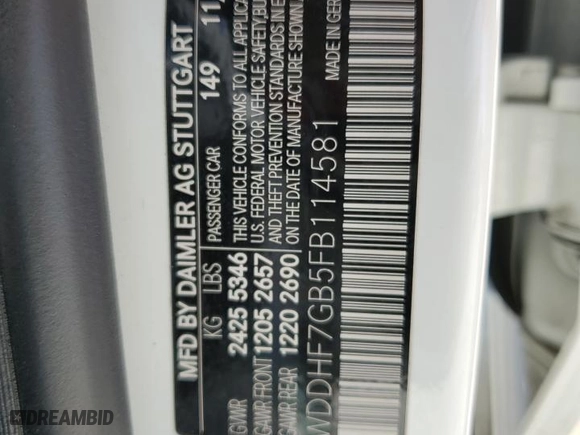 MFD BY DAIMLER AG STUTTGART
KG LBS PASSENGER CAR 149 11
GVWR 2425 5346 THIS VEHICLE CONFORMS TO ALL
GAWR FRONT 1205 2657 U.S. FEDERAL MOTOR VEHICLE SAFETY,
GAWR REAR 1220 2690 AND THEFT PREVENTION STANDARDS IN
ON THE DATE OF MANUFACTURE SHOWN
MADE IN
WDDHF7GB5FB114581
DREAMBID